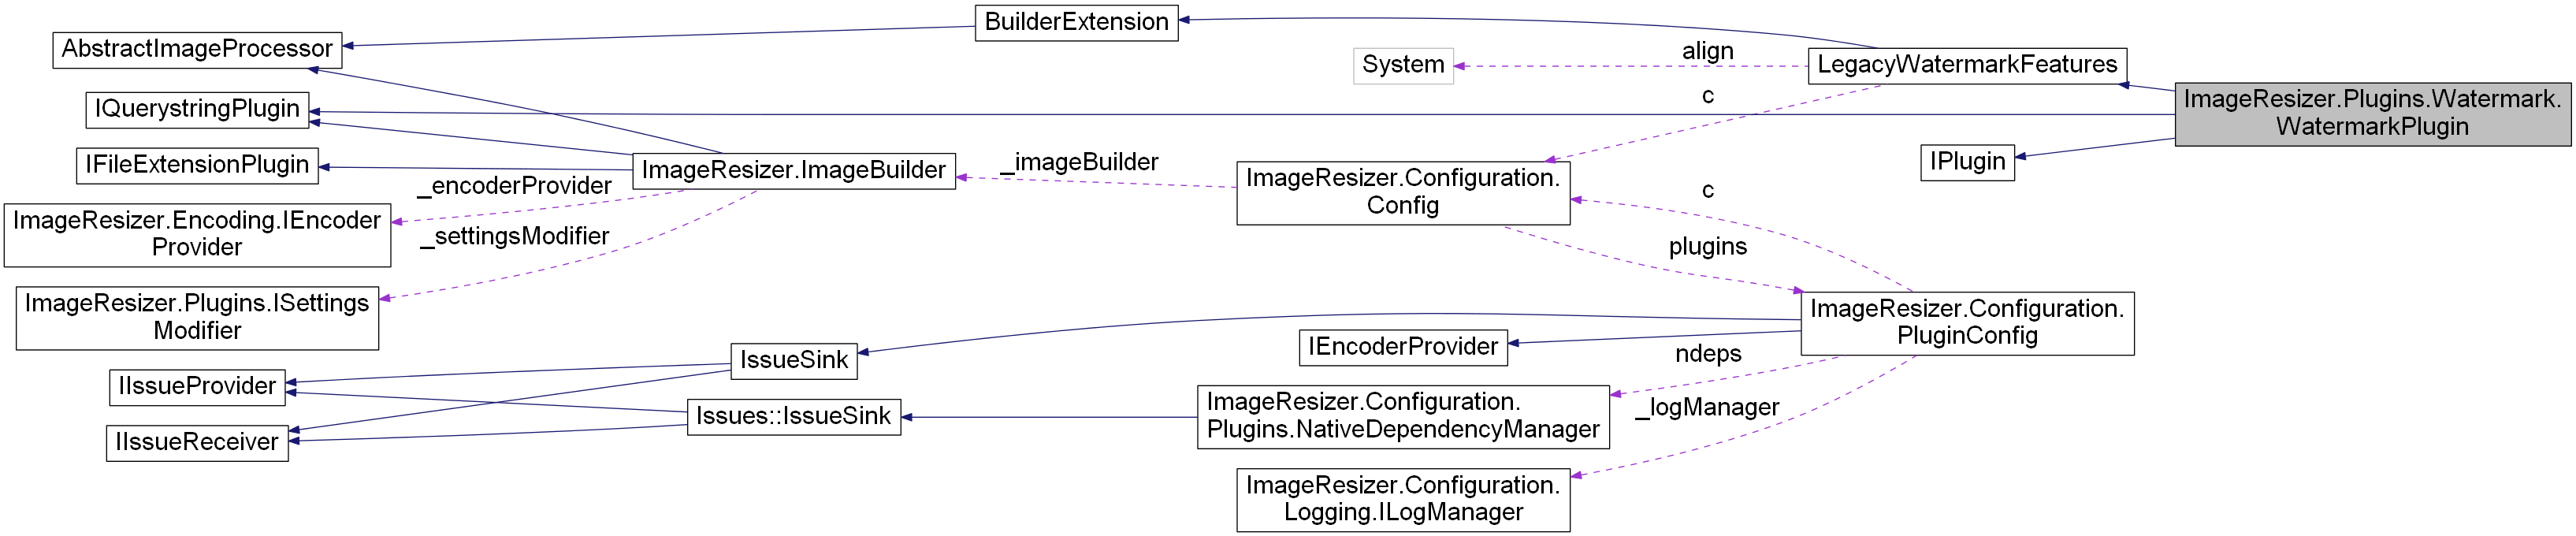 BuilderExtension
AbstractImageProcessor
align
System
LegacyWatermarkFeatures
IQuerystringPlugin
c
ImageResizer.Plugins.Watermark.
WatermarkPlugin
IFileExtensionPlugin
ImageResizer.ImageBuilder
_imageBuilder
IPlugin
_encoderProvider
ImageResizer.Configuration.
Config
c
ImageResizer.Encoding.IEncoder
Provider
_settingsModifier
plugins
ImageResizer.Plugins.ISettings
Modifier
ImageResizer.Configuration.
PluginConfig
IssueSink
IEncoderProvider
ndeps
IIssueProvider
Issues::IssueSink
ImageResizer.Configuration.
Plugins.NativeDependencyManager
_logManager
IIssueReceiver
ImageResizer.Configuration.
Logging.ILogManager